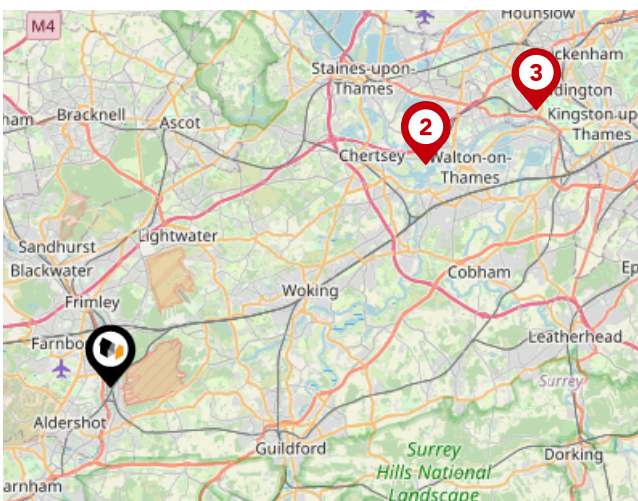 M4
Hounslow
ckenham
3
Staines-upon-
Thames
dington
Bracknell
ham
Ascot
2
Kingston-up
Thames
Chertsey
Walton-on-
Thames
Lightwater
Sandhurst
Blackwater
Cobham
Ep
Woking
Frimley
Farnbo
Leatherhead
Surrey
Aldershot
Guildford
Surrey
Hills National
Landscape
Dorking
arnham